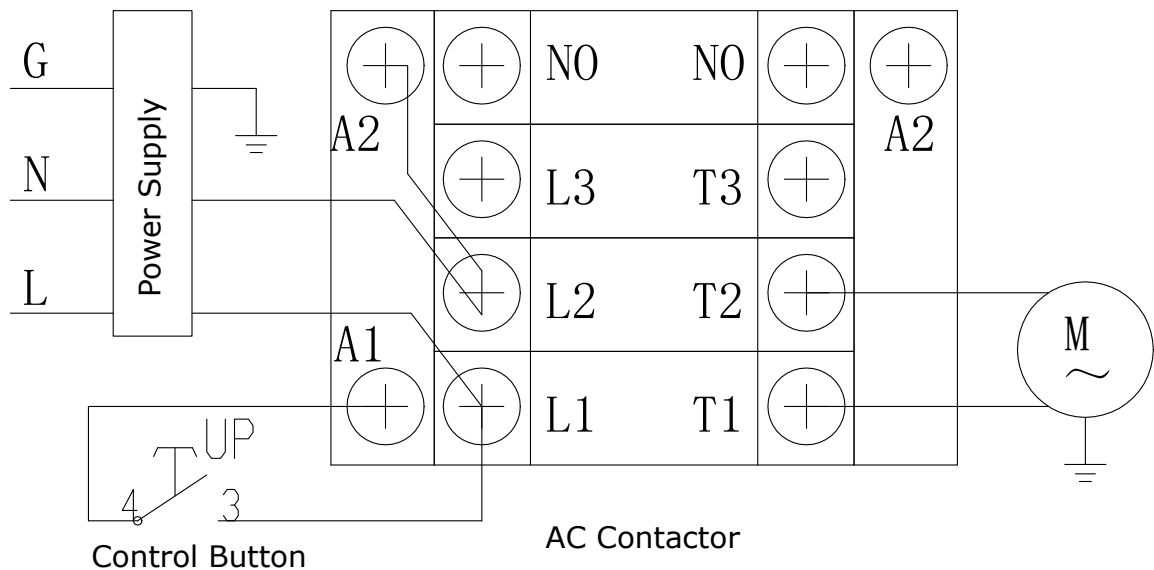 G
N
L
Power Supply
A2
NO NO
A2
L3 T3
L2 T2
A1
L1 T1
M
~
UP
4 3
Control Button
AC Contactor